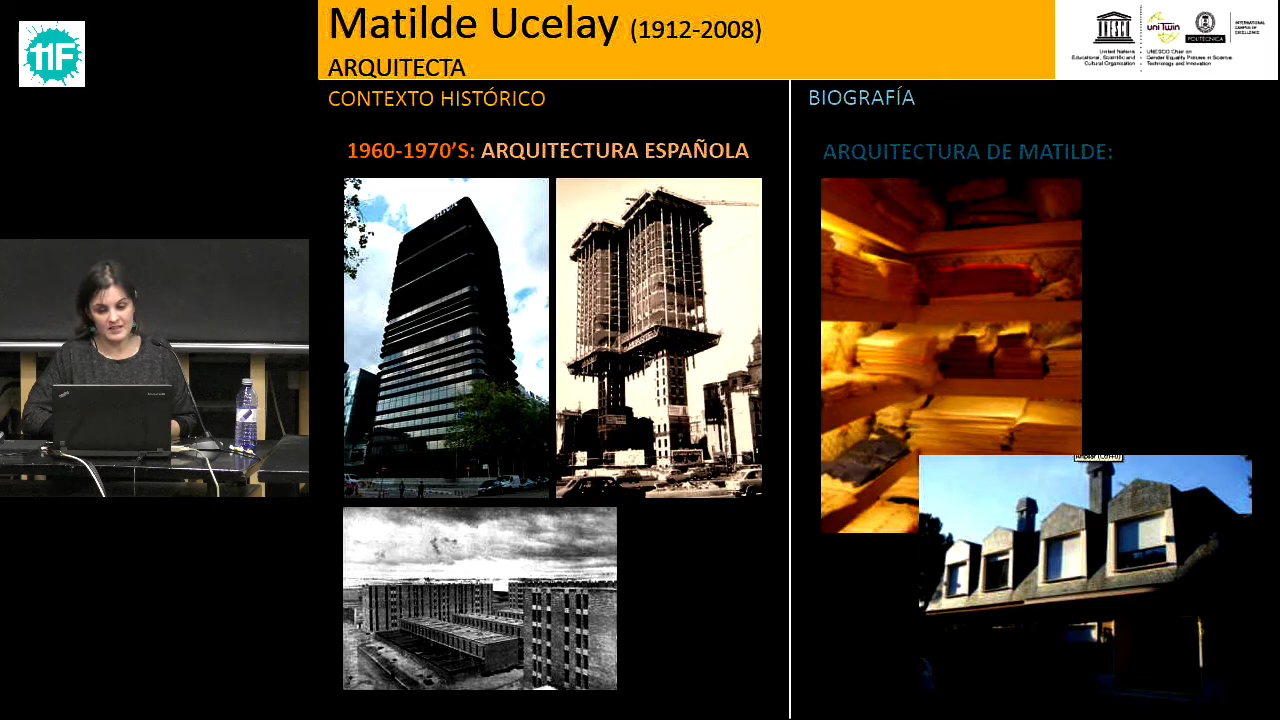 11F
Matilde Ucelay (1912-2008)
ARQUITECTA
United Nations
Educational, Scientific and
Cultural Organization
uniTwin
UNESCO Chair on
Gender Equality Policies in Science,
Technology and Innovation
POLITÉCNICA
INTERNATIONAL
CAMPUS OF
EXCELLENCE
CONTEXTO HISTÓRICO
1960-1970’S: ARQUITECTURA ESPAÑOLA
BIOGRAFÍA
ARQUITECTURA DE MATILDE: